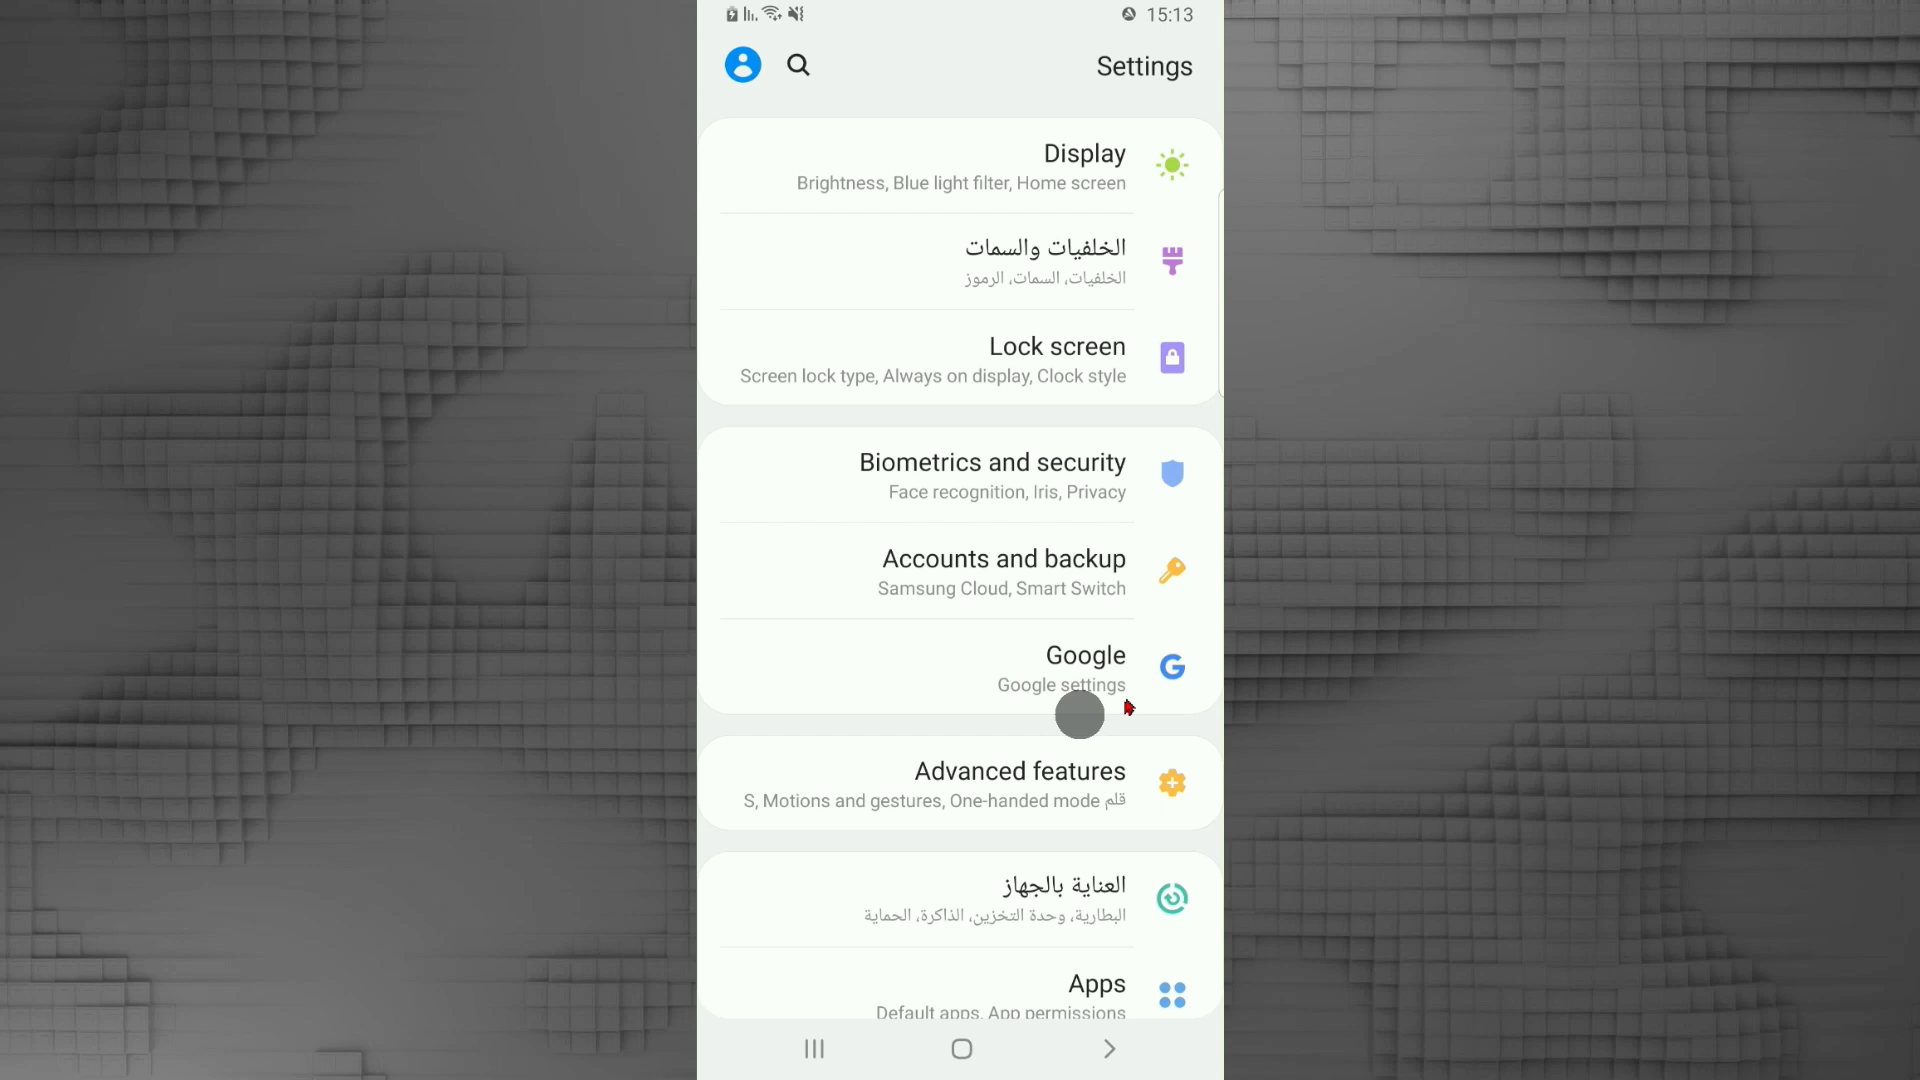 15:13
Settings
Display
Brightness, Blue light filter, Home screen
الخلفيات والسمات
الخلفيات، السمات، الرموز
Lock screen
Screen lock type, Always on display, Clock style
Biometrics and security
Face recognition, Iris, Privacy
Accounts and backup
Samsung Cloud, Smart Switch
Google
Google settings
Advanced features
قلم S, Motions and gestures, One-handed mode
العناية بالجهاز
البطارية، وحدة التخزين، الذاكرة، الحماية
Apps
Default apps, App permissions